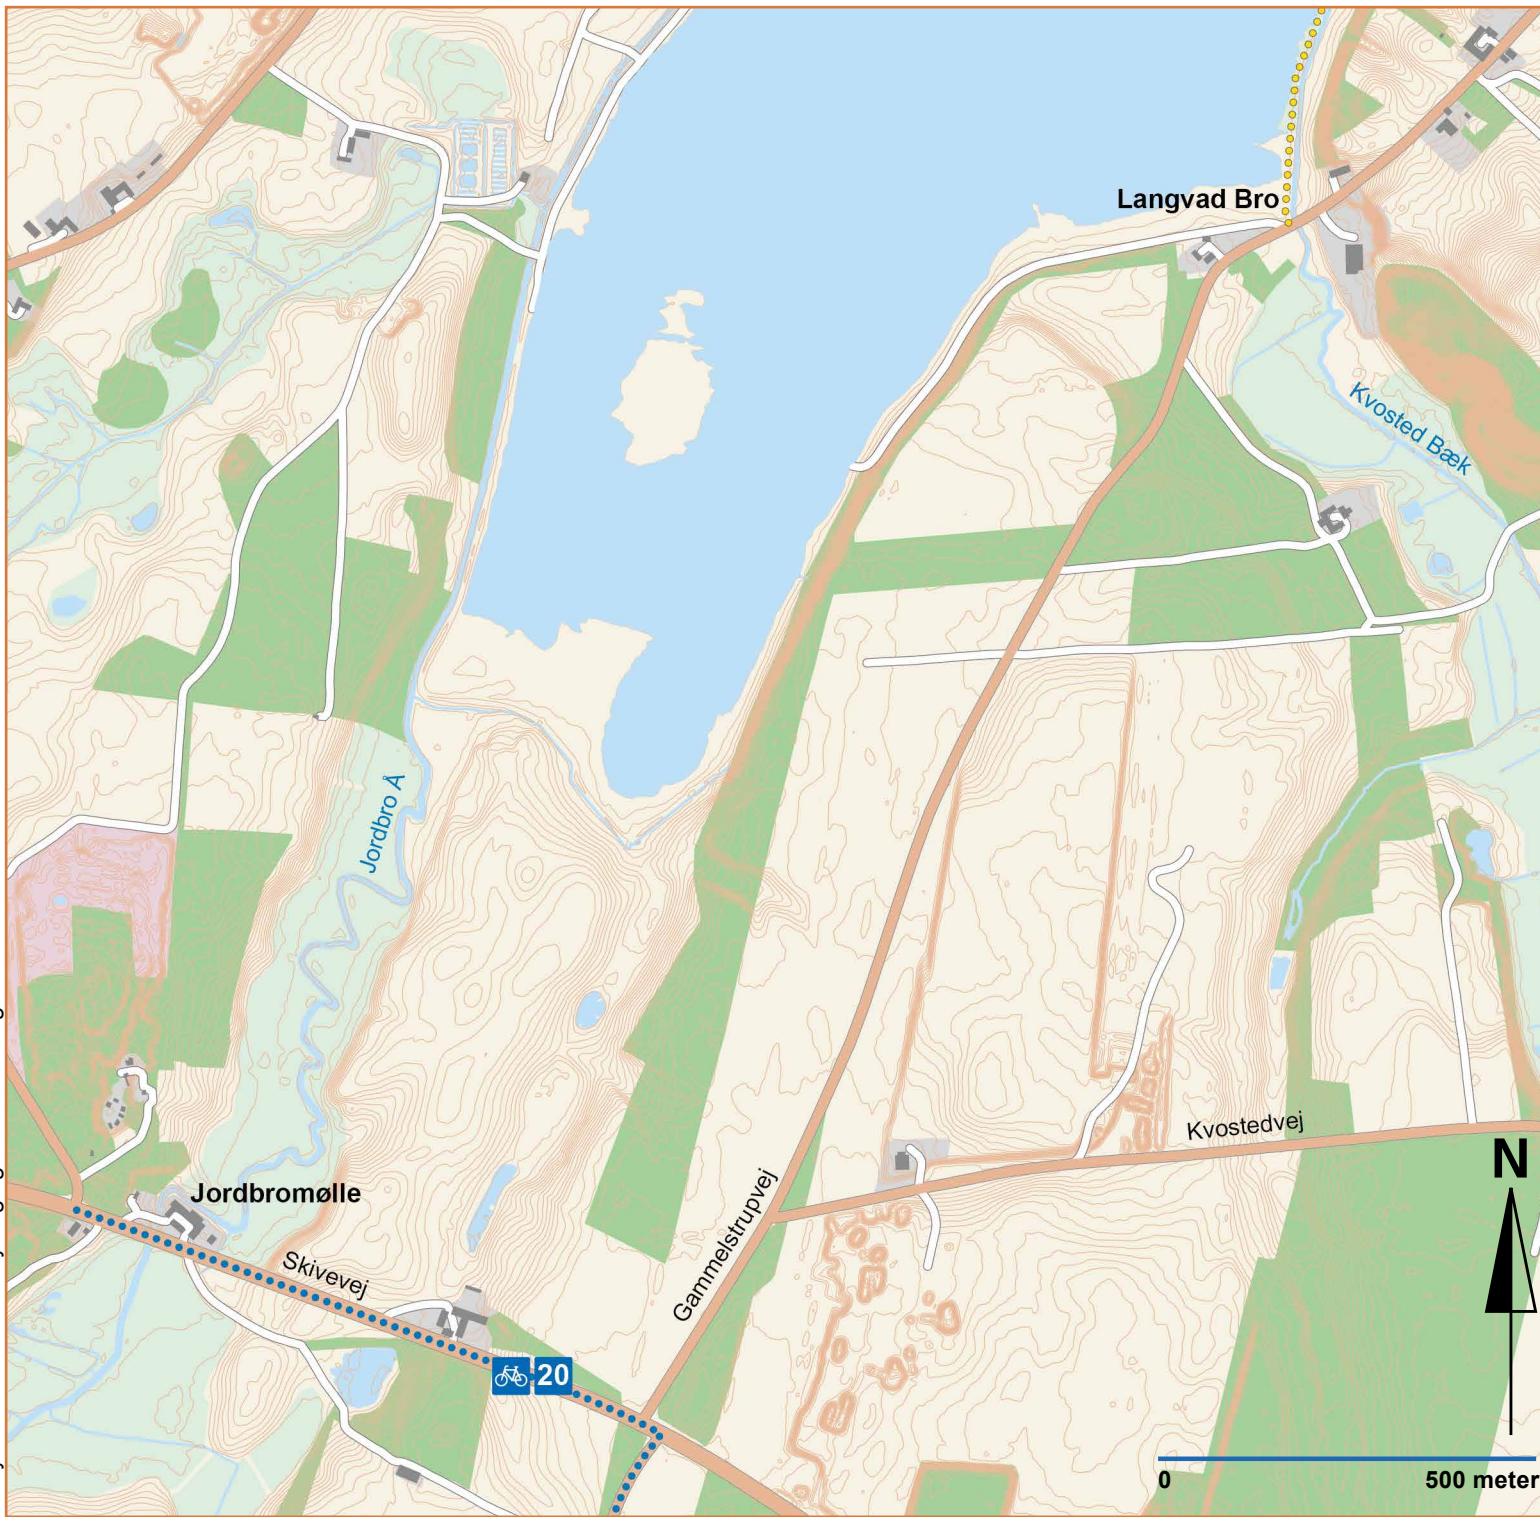 Langvad Bro
Kvosted Bæk
Jordbro Å
Kvostedvej
N
Jordbromølle
Skivevej
Gammelstrupvej
20
0
500 meter